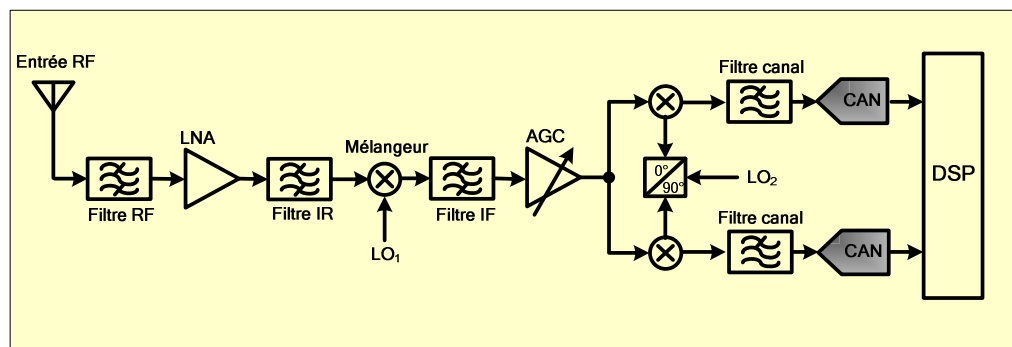 Entrée RF
LNA
Mélangeur
AGC
Filtre canal
CAN
DSP
Filtre RF
Filtre IR
LO₁
Filtre IF
0°
90°
LO₂
Filtre canal
CAN